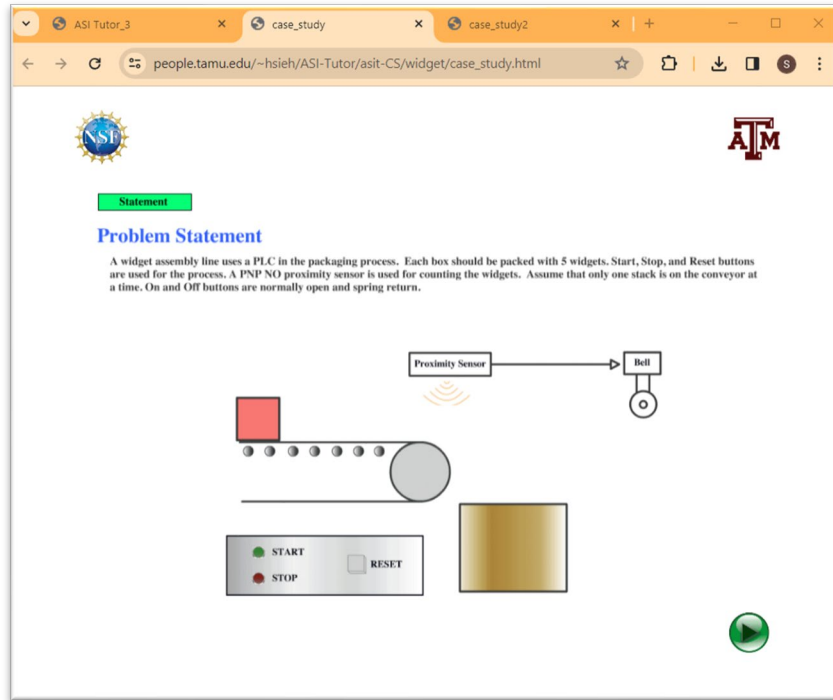 ASI Tutor_3
case_study
case_study2
people.tamu.edu/~hsieh/ASI-Tutor/asit-CS/widget/case_study.html
S
NSF
ATM
Statement
Problem Statement
A widget assembly line uses a PLC in the packaging process. Each box should be packed with 5 widgets. Start, Stop, and Reset buttons
are used for the process. A PNP NO proximity sensor is used for counting the widgets. Assume that only one stack is on the conveyor at
a time. On and Off buttons are normally open and spring return.
Proximity Sensor
Bell
START
RESET
STOP